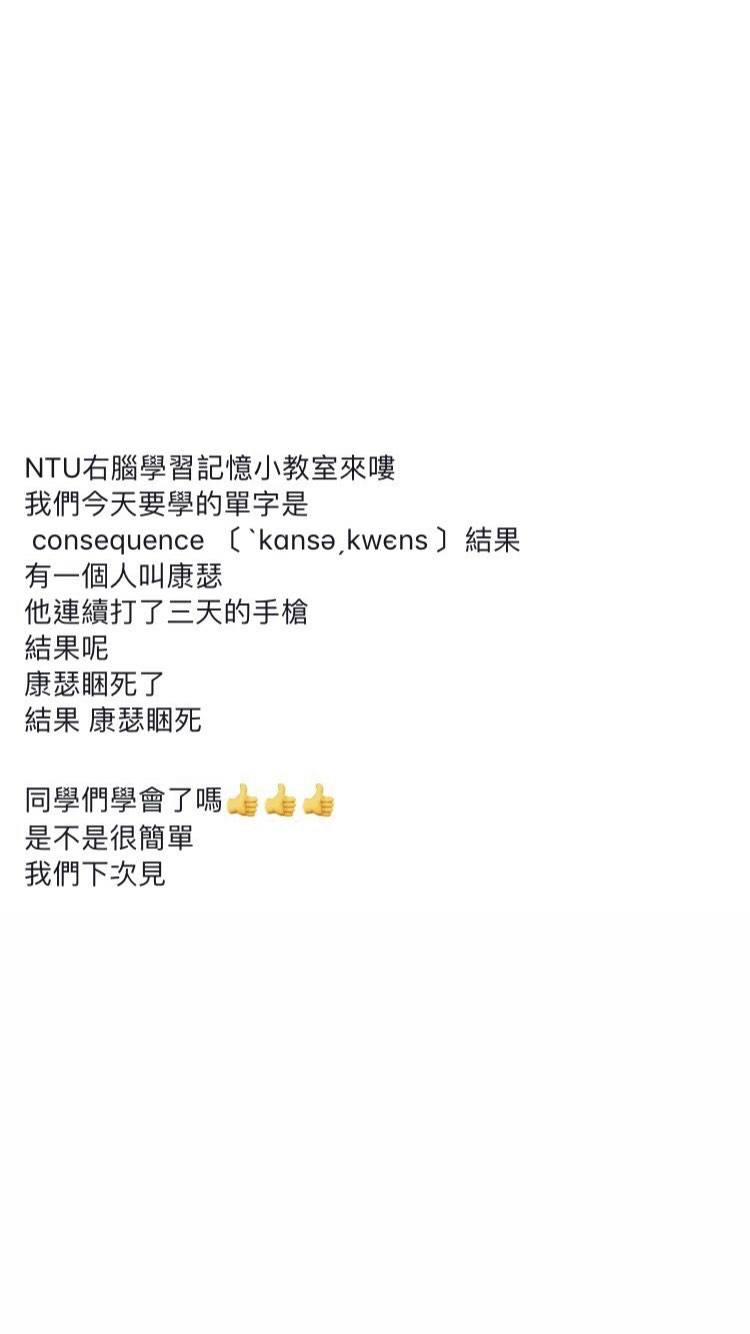 NTU右腦學習記憶小教室來嘍
我們今天要學的單字是
consequence 〔ˋkɑnsə͵kwɛns〕結果
有一個人叫康瑟
他連續打了三天的手槍
結果呢
康瑟睏死了
結果 康瑟睏死
同學們學會了嗎👍👍👍
是不是很簡單
我們下次見